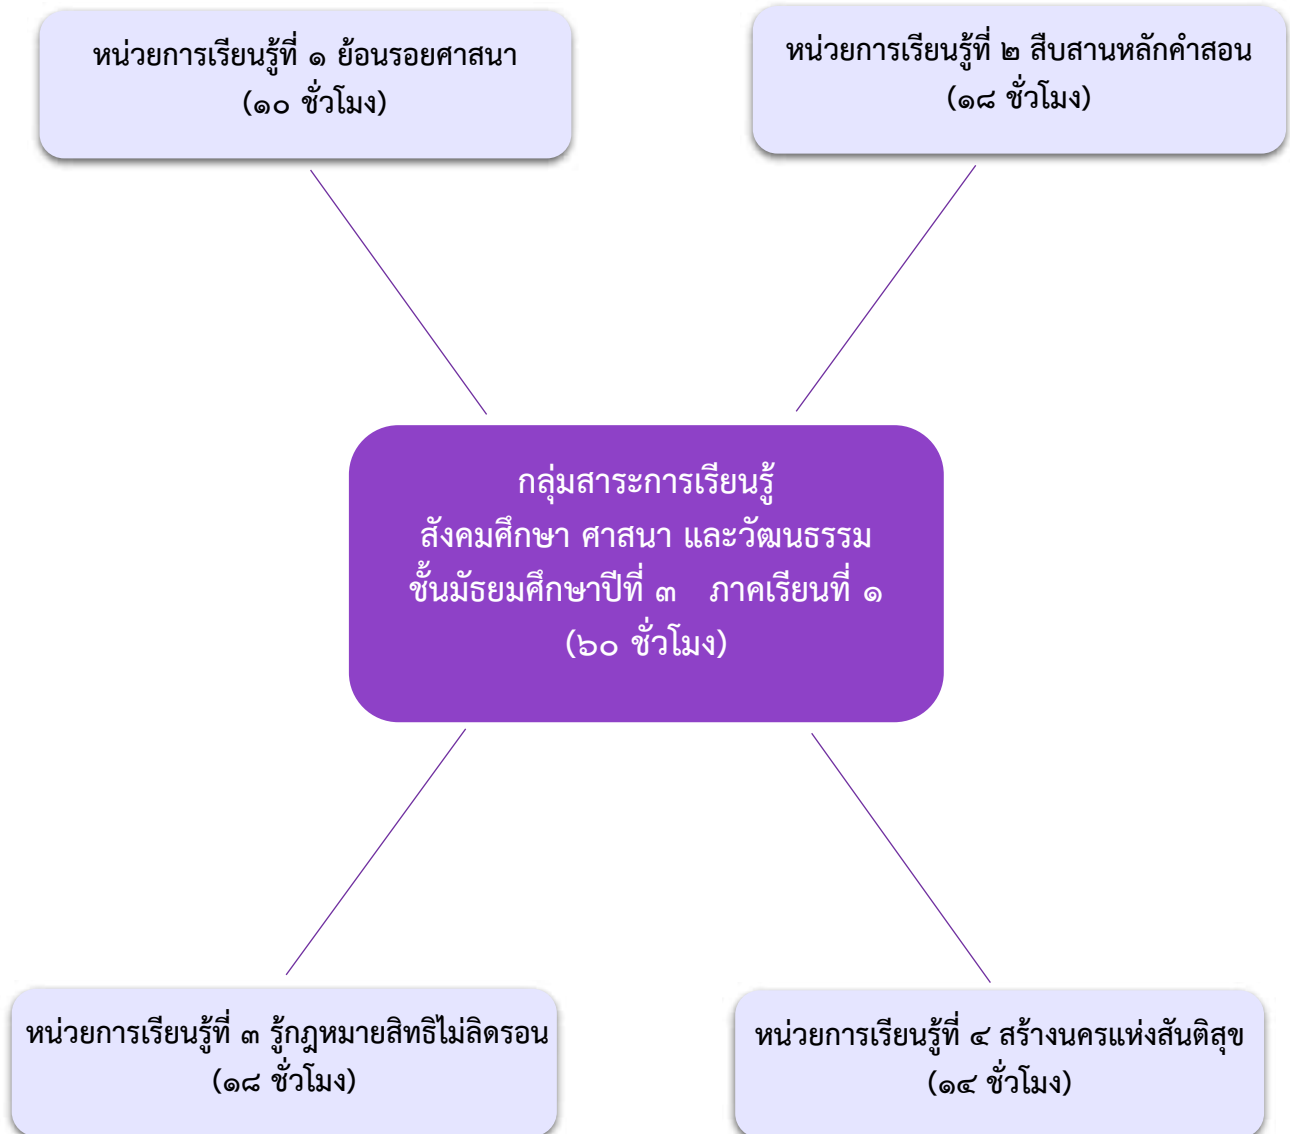 หน่วยการเรียนรู้ที่ ๑ ย้อนรอยศาสนา
(๑๐ ชั่วโมง)
หน่วยการเรียนรู้ที่ ๒ สืบสานหลักคำสอน
(๑๘ ชั่วโมง)
กลุ่มสาระการเรียนรู้
สังคมศึกษา ศาสนา และวัฒนธรรม
ชั้นมัธยมศึกษาปีที่ ๓ ภาคเรียนที่ ๑
(๖๐ ชั่วโมง)
หน่วยการเรียนรู้ที่ ๓ รู้กฎหมายสิทธิไม่ลิดรอน
(๑๘ ชั่วโมง)
หน่วยการเรียนรู้ที่ ๔ สร้างนครแห่งสันติสุข
(๑๔ ชั่วโมง)